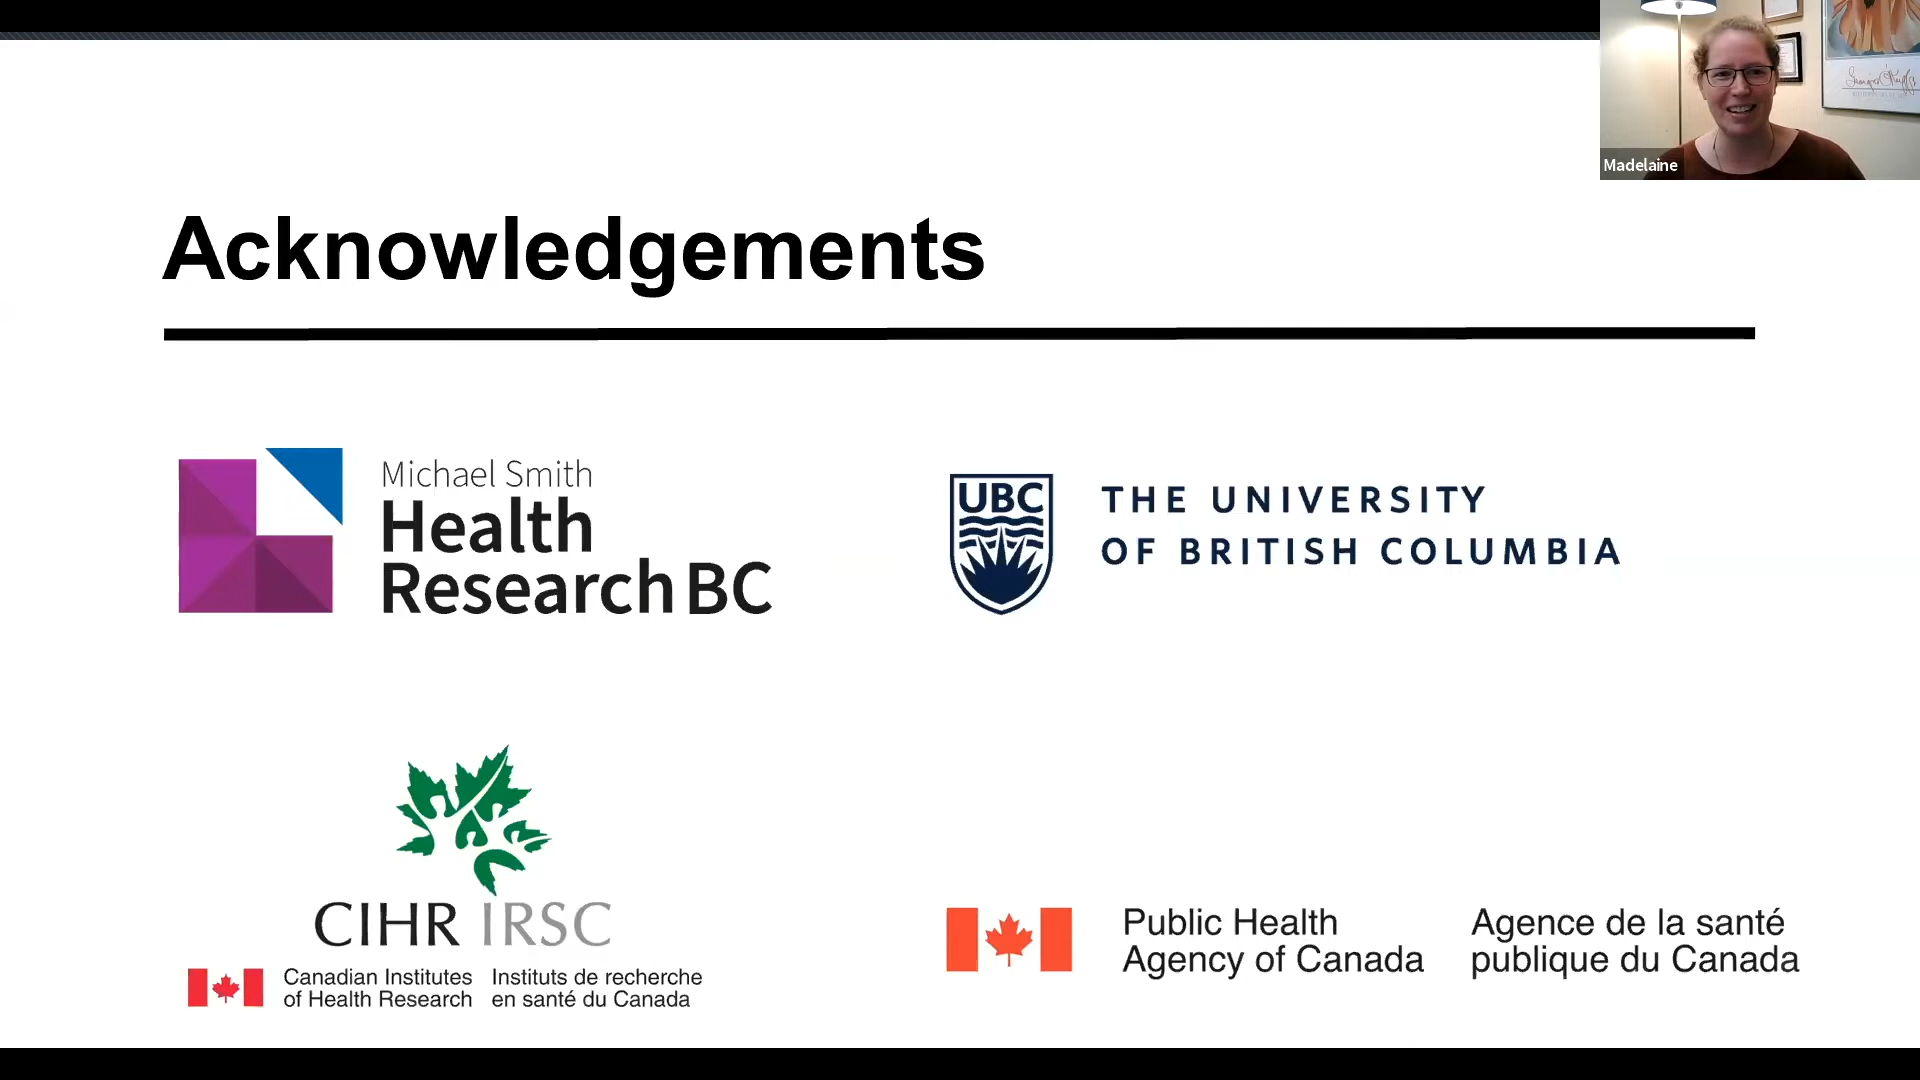 Madelaine
Acknowledgements
Michael Smith
Health
Research BC
UBC
THE UNIVERSITY
OF BRITISH COLUMBIA
CIHR IRSC
Canadian Institutes
of Health Research
Instituts de recherche
en santé du Canada
Public Health
Agency of Canada
Agence de la santé
publique du Canada